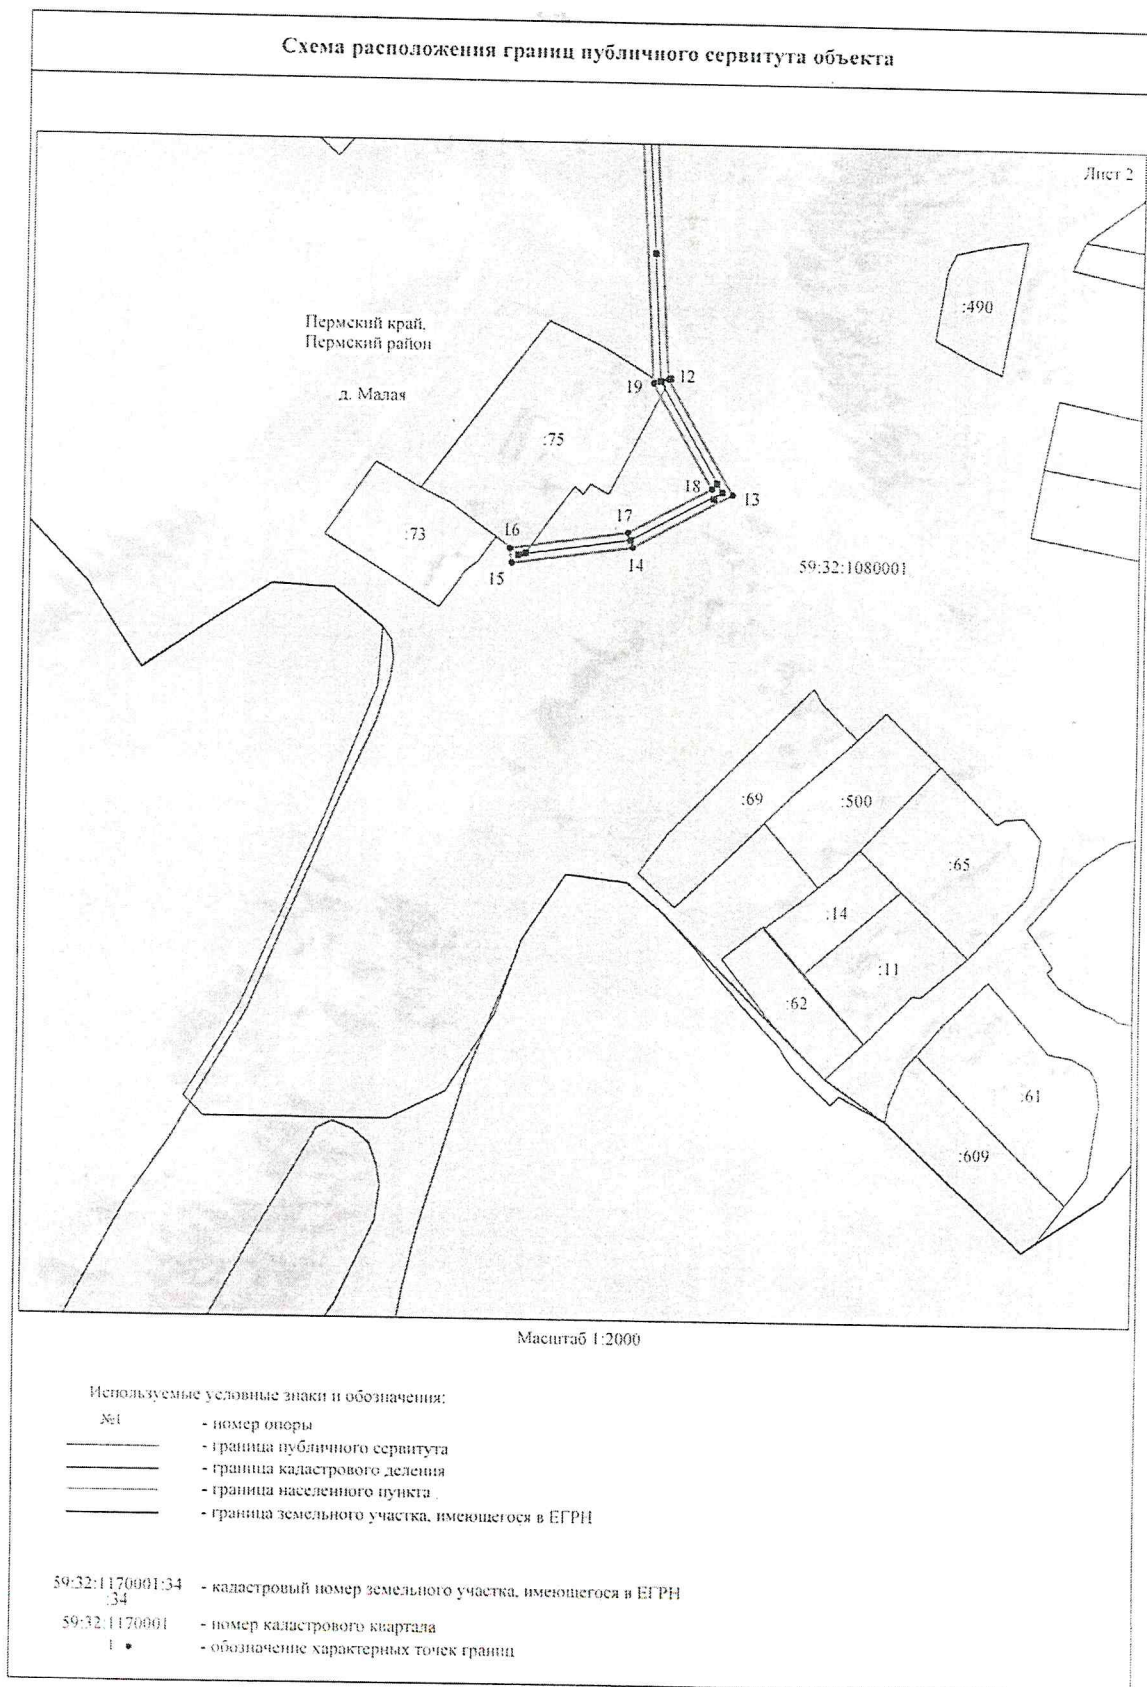 Схема расположения границ публичного сервитута объекта
Лист 2
:490
Пермский край,
Пермский район
д. Малая
12
19
:75
18
13
17
16
:73
14
15
59:32:1080001
:69
:500
:65
:14
:11
:62
:61
:609
Масштаб 1:2000
Используемые условные знаки и обозначения:
№1 - номер опоры
- граница публичного сервитута
- граница кадастрового деления
- граница населенного пункта
- граница земельного участка, имеющегося в ЕГРН
59:32:1170001:34 - кадастровый номер земельного участка, имеющегося в ЕГРН
:34
59:32:1170001 - номер кадастрового квартала
1 • - обозначение характерных точек границ